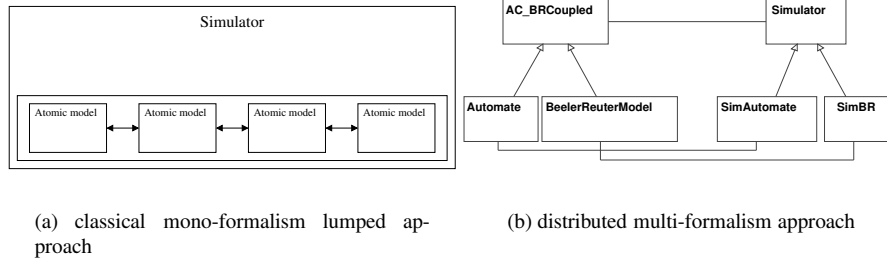 Simulator
Atomic model Atomic model Atomic model Atomic model
AC_BRCoupled Simulator
Automate BeelerReuterModel SimAutomate SimBR
(a) classical mono-formalism lumped ap-
proach
(b) distributed multi-formalism approach